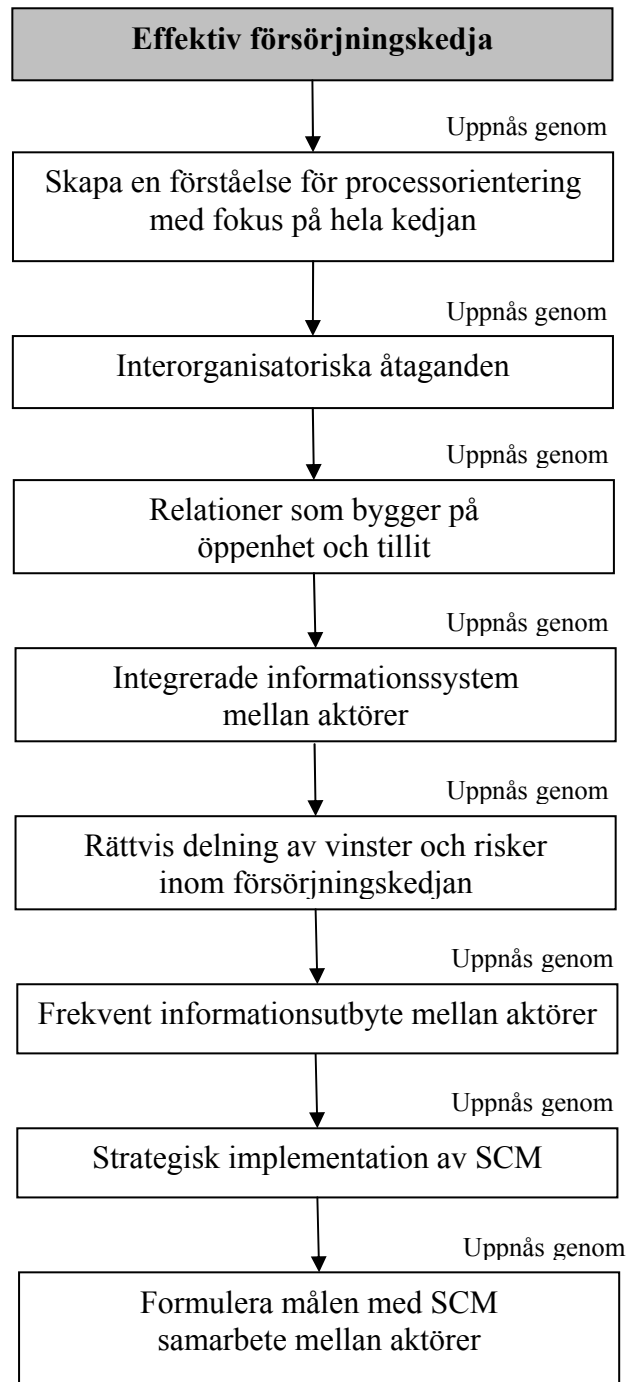 Effektiv försörjningskedja
Uppnås genom
Skapa en förståelse för processorientering
med fokus på hela kedjan
Uppnås genom
Interorganisatoriska åtaganden
Uppnås genom
Relationer som bygger på
öppenhet och tillit
Uppnås genom
Integrerade informationssystem
mellan aktörer
Uppnås genom
Rättvis delning av vinster och risker
inom försörjningskedjan
Uppnås genom
Frekvent informationsutbyte mellan aktörer
Uppnås genom
Strategisk implementation av SCM
Uppnås genom
Formulera målen med SCM
samarbete mellan aktörer